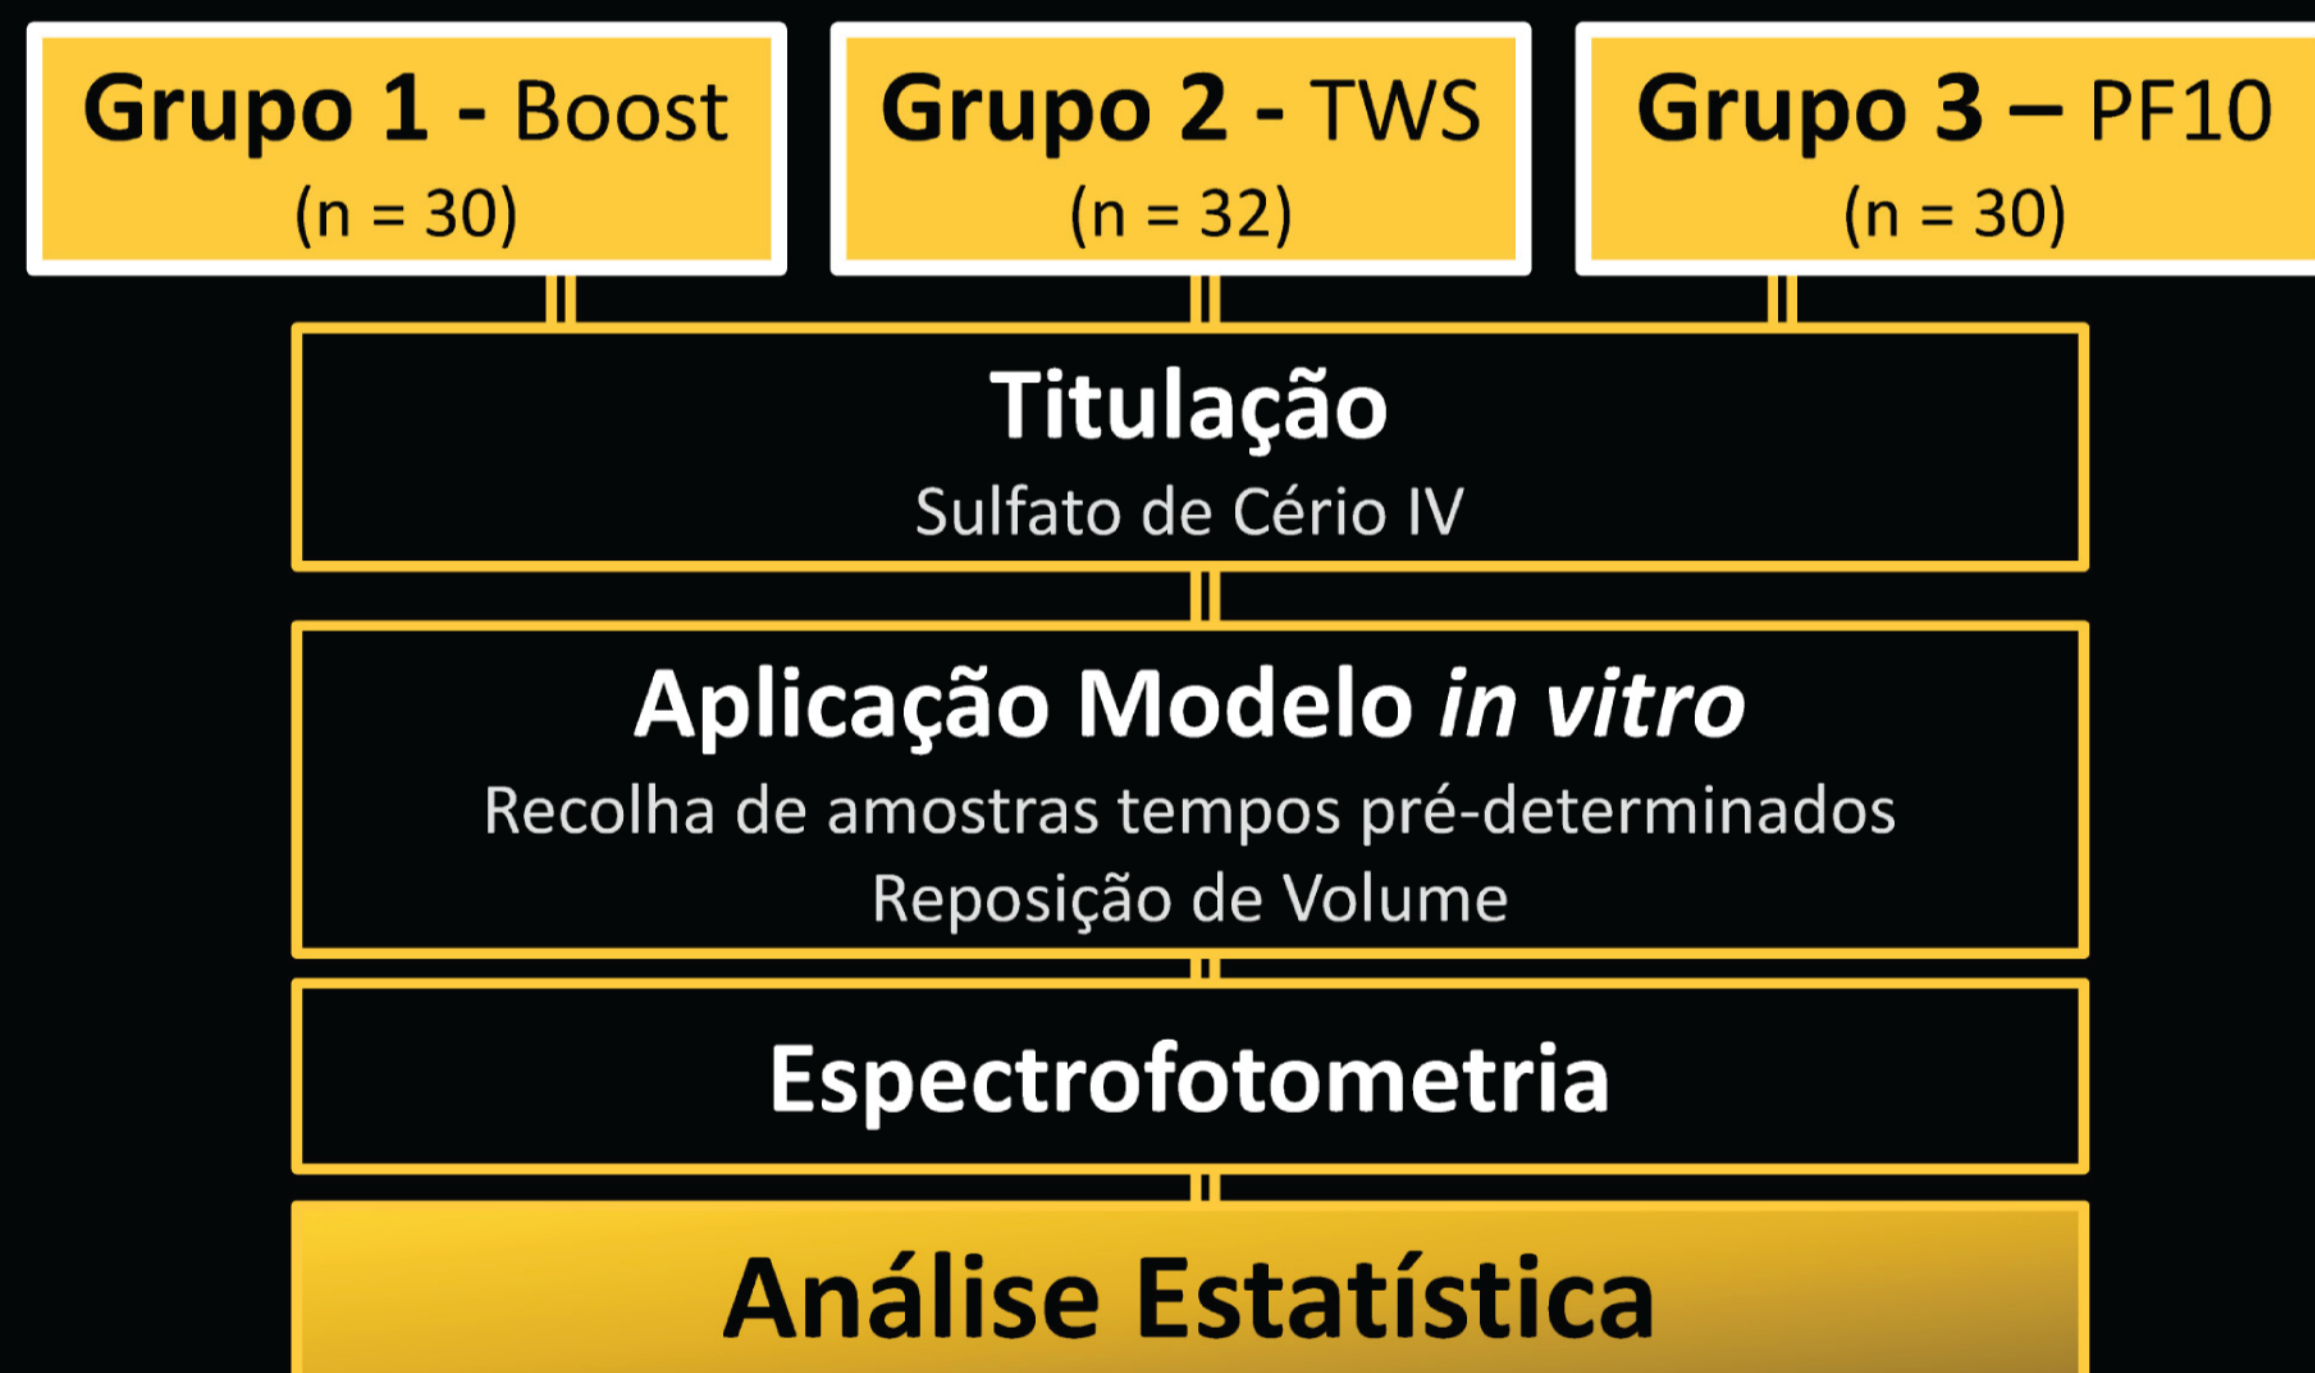 Grupo 1 - Boost
(n = 30)
Grupo 2 - TWS
(n = 32)
Grupo 3 – PF10
(n = 30)
Titulação
Sulfato de Cério IV
Aplicação Modelo in vitro
Recolha de amostras tempos pré-determinados
Reposição de Volume
Espectrofotometria
Análise Estatística